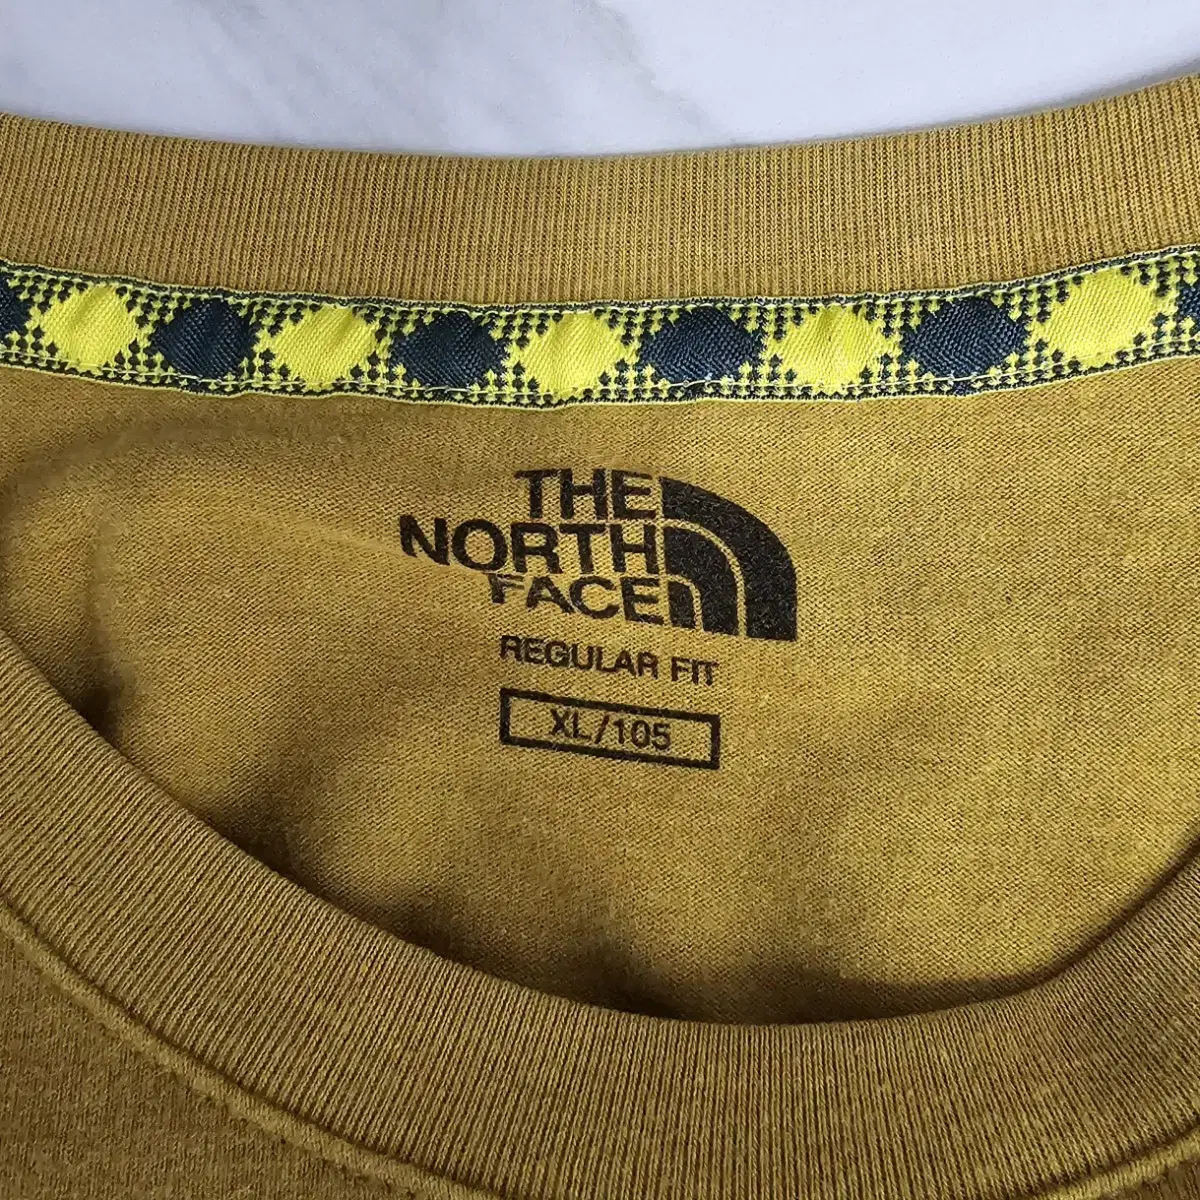 THE
NORTH
FACE
REGULAR FIT
XL/105